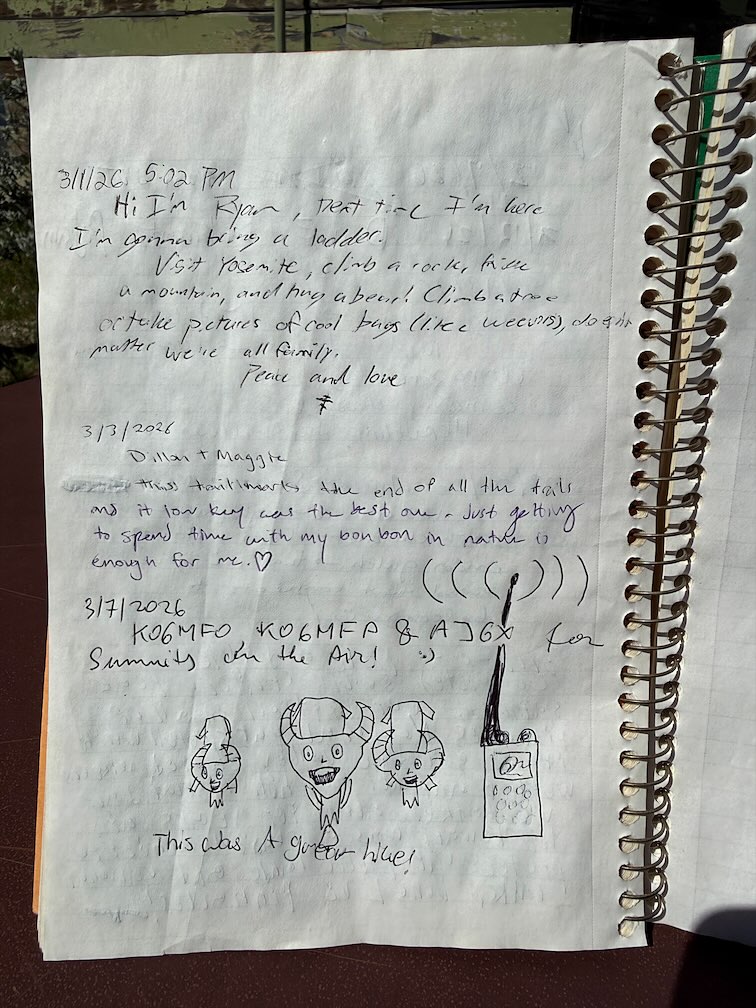 3/1/26 5:02 PM
Hi I'm Ryan, next time I'm here
I'm gonna bring a ladder.
Visit Yosemite, climb a rock, hike
a mountain, and hug a bear! Climb a tree
or take pictures of cool bugs (like weevils), doesn't
matter we're all family.
Peace and love
3/3/2026
Dillan + Maggie
this trail marks the end of all the trails
and it low key was the best one. Just getting
to spend time with my bonbon in nature is
enough for me. ♡
((( )))
3/7/2026
KO6MFO, KO6MFP & AJ6X for
Summits on the Air! :)
This was A great hike!